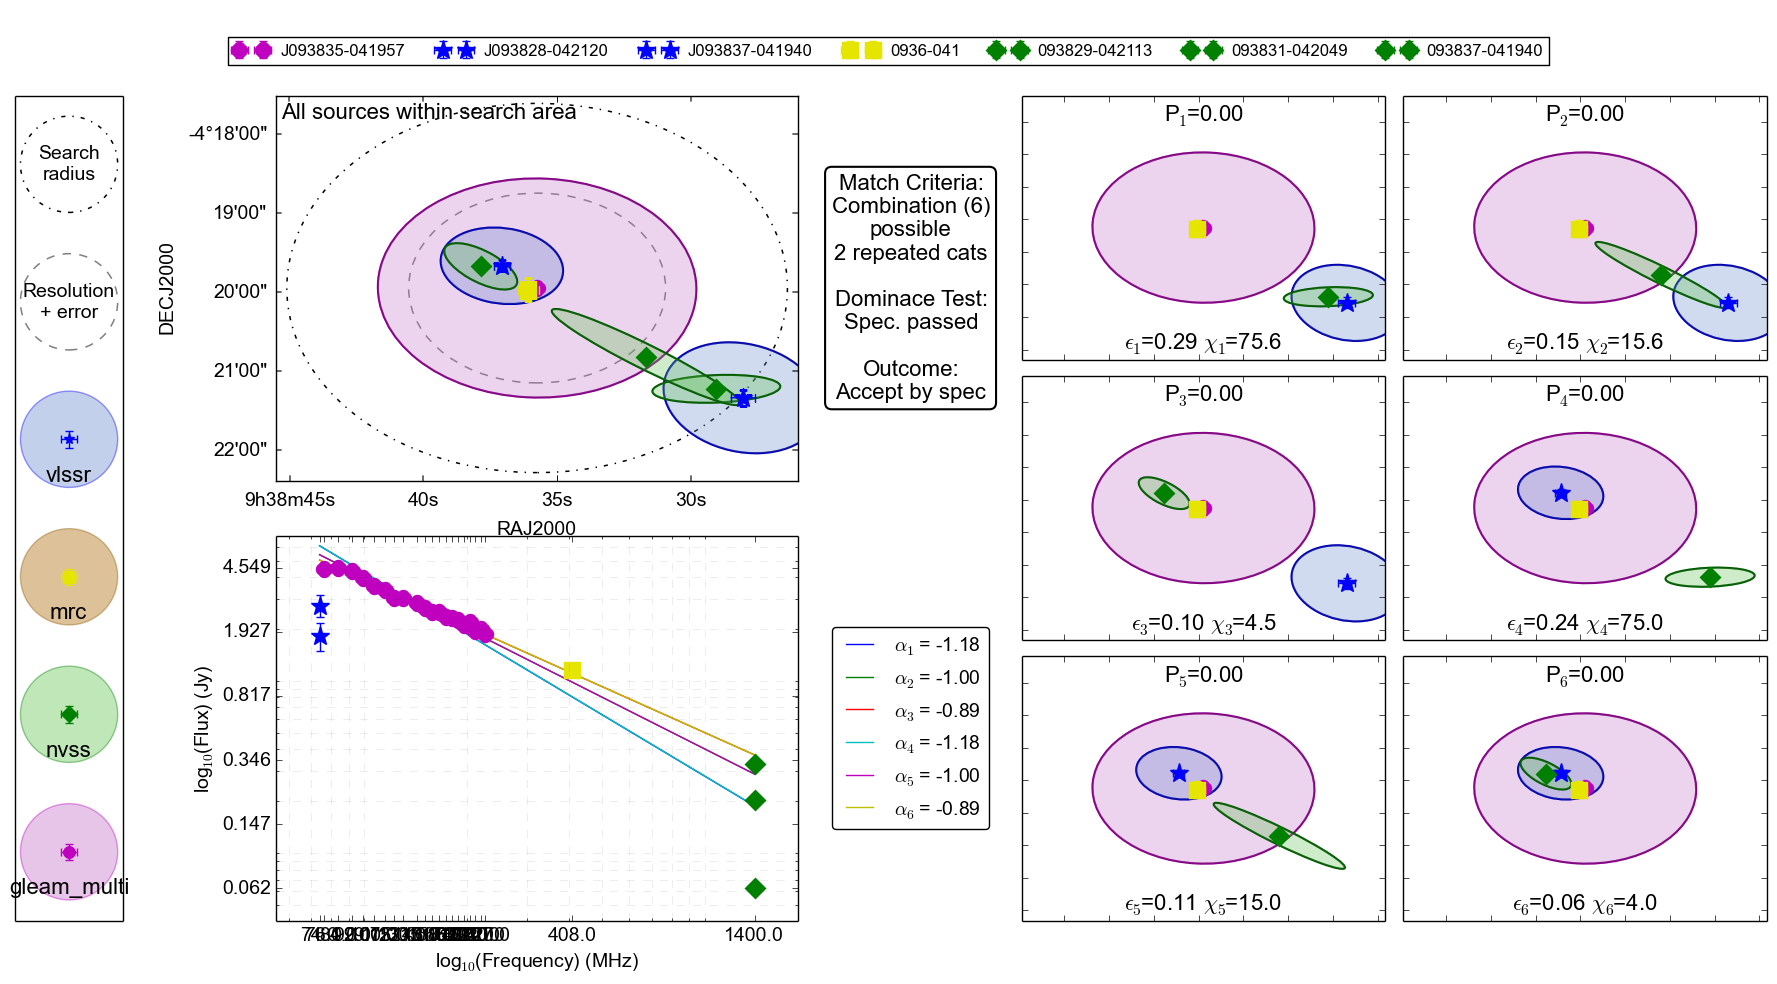 J093835-041957 J093828-042120 J093837-041940 0936-041 093829-042113 093831-042049 093837-041940
Search
radius
Resolution
+ error
vlssr
mrc
nvss
gleam_multi
All sources within search area
DECJ2000
-4°18'00"
19'00"
20'00"
21'00"
22'00"
9h38m45s 40s 35s 30s
RAJ2000
log10(Flux) (Jy)
4.549
1.927
0.817
0.346
0.147
0.062
408.0 1400.0
log10(Frequency) (MHz)
Match Criteria:
Combination (6)
possible
2 repeated cats
Dominace Test:
Spec. passed
Outcome:
Accept by spec
α1 = -1.18
α2 = -1.00
α3 = -0.89
α4 = -1.18
α5 = -1.00
α6 = -0.89
P1=0.00
ϵ1=0.29 χ1=75.6
P2=0.00
ϵ2=0.15 χ2=15.6
P3=0.00
ϵ3=0.10 χ3=4.5
P4=0.00
ϵ4=0.24 χ4=75.0
P5=0.00
ϵ5=0.11 χ5=15.0
P6=0.00
ϵ6=0.06 χ6=4.0